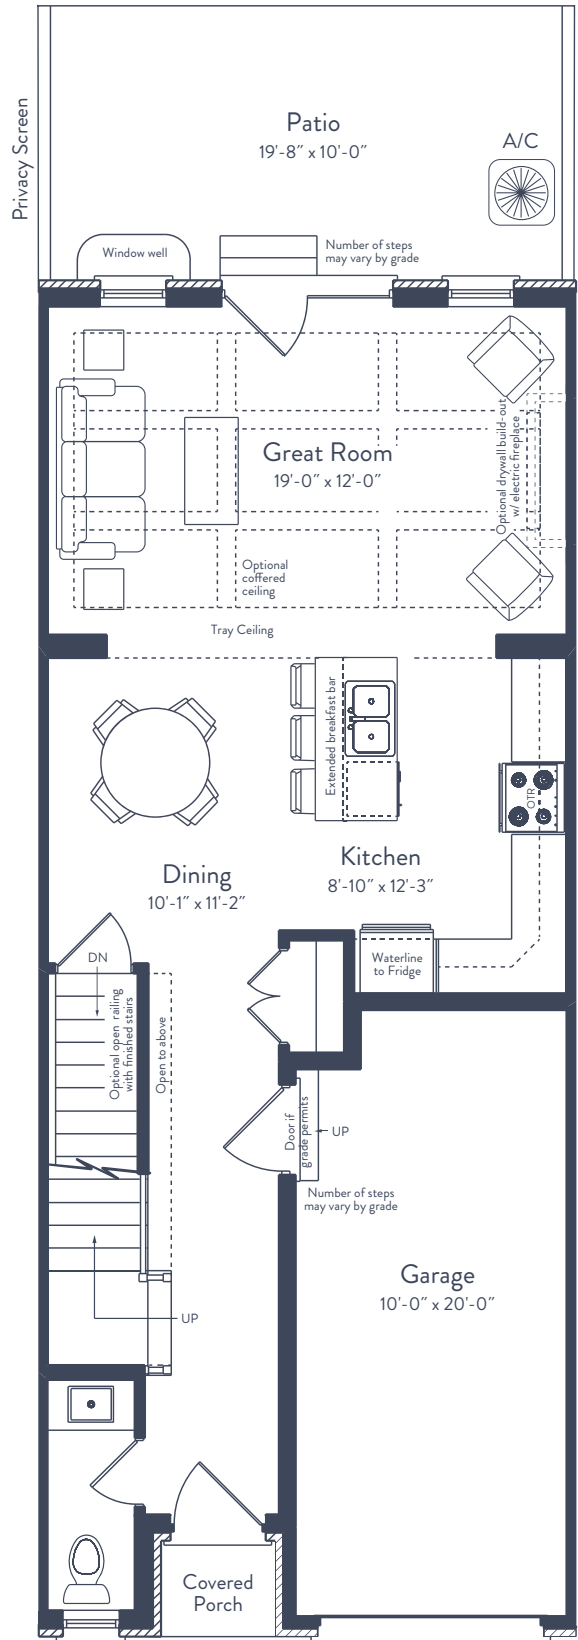 Privacy Screen
Patio
19'-8″ x 10'-0″
A/C
Window well
Number of steps
may vary by grade
Great Room
19'-0″ x 12'-0″
Optional drywall build-out
w/ electric fireplace
Optional
coffered
ceiling
Tray Ceiling
Extended breakfast bar
OTR
Kitchen
8'-10″ x 12'-3″
Dining
10'-1″ x 11'-2″
DN
Waterline
to Fridge
Optional open railing
with finished stairs
Open to above
Door if
grade permits
UP
Number of steps
may vary by grade
Garage
10'-0″ x 20'-0″
UP
Covered
Porch